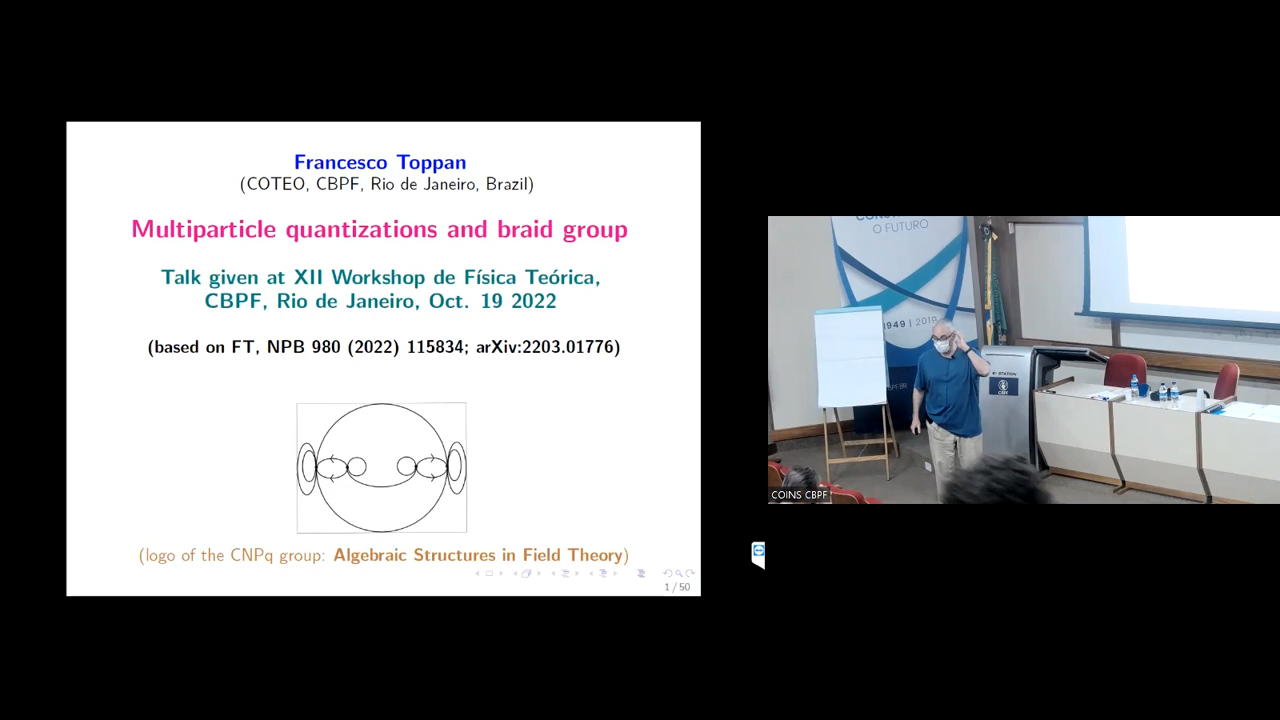 Francesco Toppan
(COTEO, CBPF, Rio de Janeiro, Brazil)
Multiparticle quantizations and braid group
Talk given at XII Workshop de Física Teórica,
CBPF, Rio de Janeiro, Oct. 19 2022
(based on FT, NPB 980 (2022) 115834; arXiv:2203.01776)
(logo of the CNPq group: Algebraic Structures in Field Theory)
1 / 50
O FUTURO
1949 | 2019
CBPF
COINS CBPF